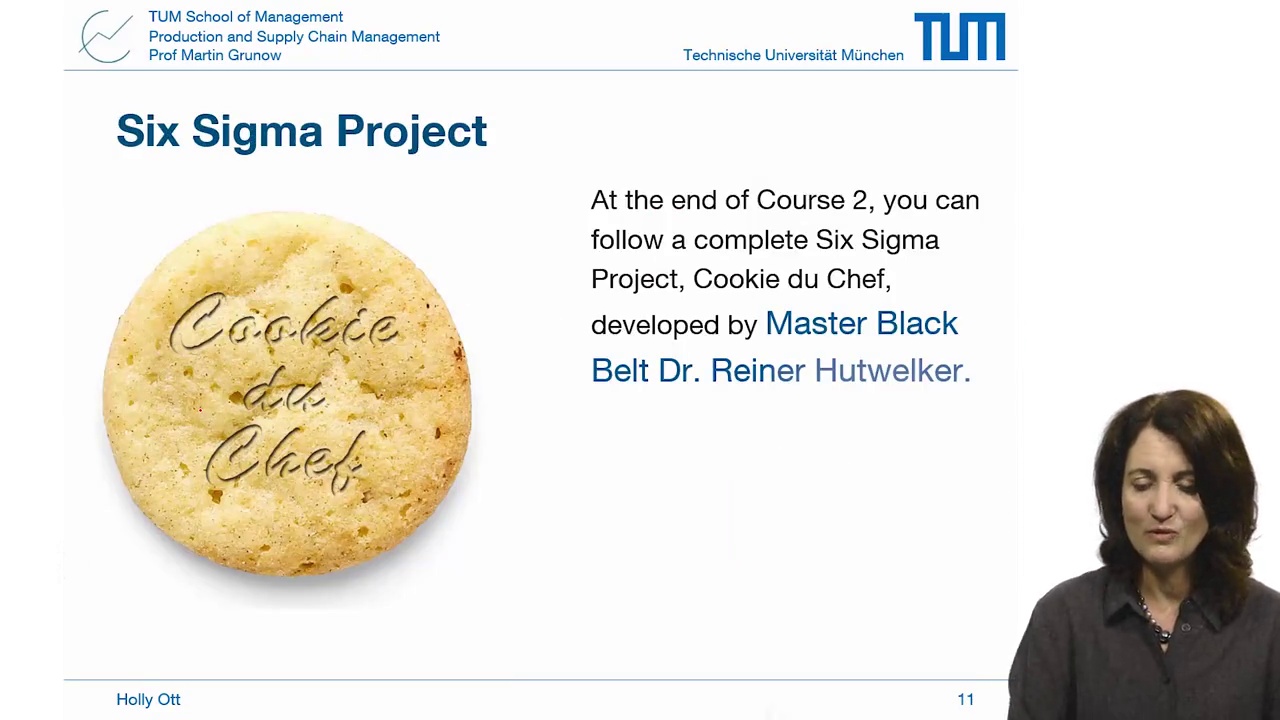 TUM School of Management
Production and Supply Chain Management
Prof Martin Grunow
Technische Universität München
TUM
Six Sigma Project
At the end of Course 2, you can
follow a complete Six Sigma
Project, Cookie du Chef,
developed by Master Black
Belt Dr. Reiner Hutwelker.
Cookie
du
Chef
Holly Ott
11